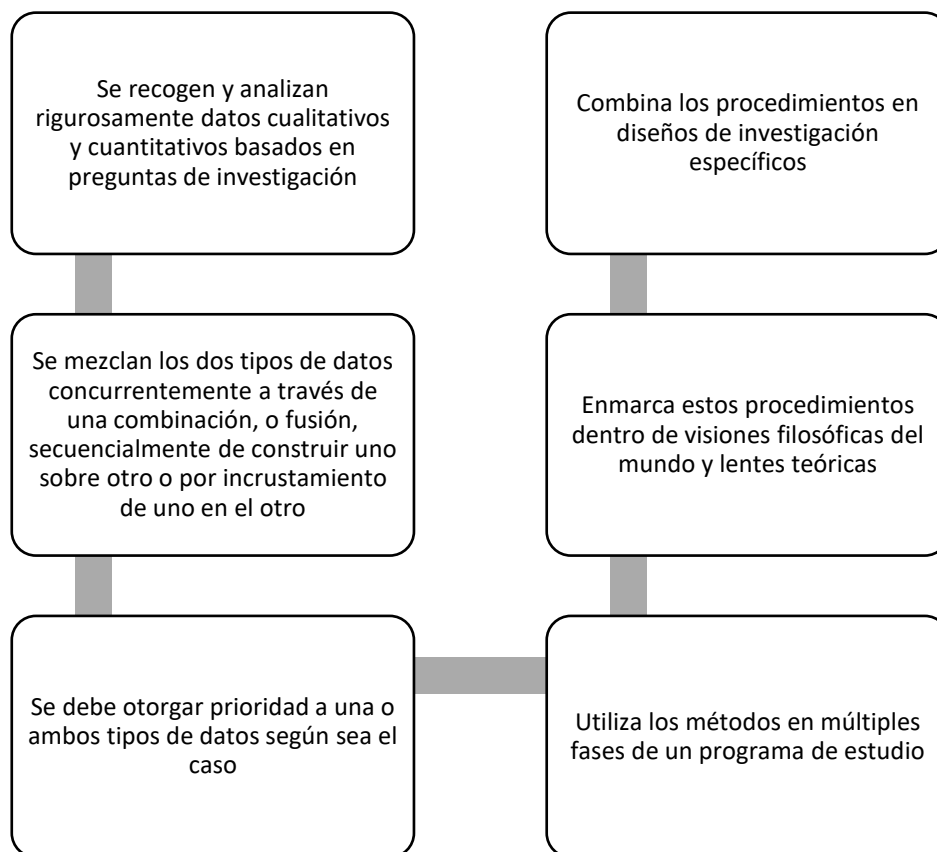 Se recogen y analizan
rigurosamente datos cualitativos
y cuantitativos basados en
preguntas de investigación
Se mezclan los dos tipos de datos
concurrentemente a través de
una combinación, o fusión,
secuencialmente de construir uno
sobre otro o por incrustamiento
de uno en el otro
Se debe otorgar prioridad a una o
ambos tipos de datos según sea el
caso
Utiliza los métodos en múltiples
fases de un programa de estudio
Enmarca estos procedimientos
dentro de visiones filosóficas del
mundo y lentes teóricas
Combina los procedimientos en
diseños de investigación
específicos